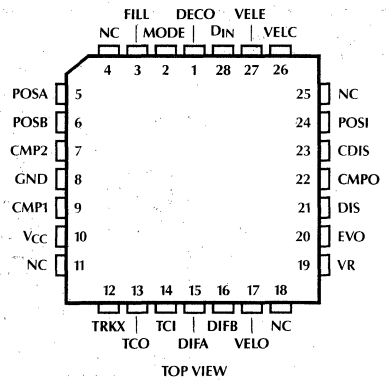 FILL DECO VELE
NC MODE DIN VELC
4 3 2 1 28 27 26
POSA 5 25 NC
POSB 6 24 POSI
CMP2 7 23 CDIS
GND 8 22 CMPO
CMP1 9 21 DIS
VCC 10 20 EVO
NC 11 19 VR
12 13 14 15 16 17 18
TRKX TCI DIFB NC
TCO DIFA VELO
TOP VIEW